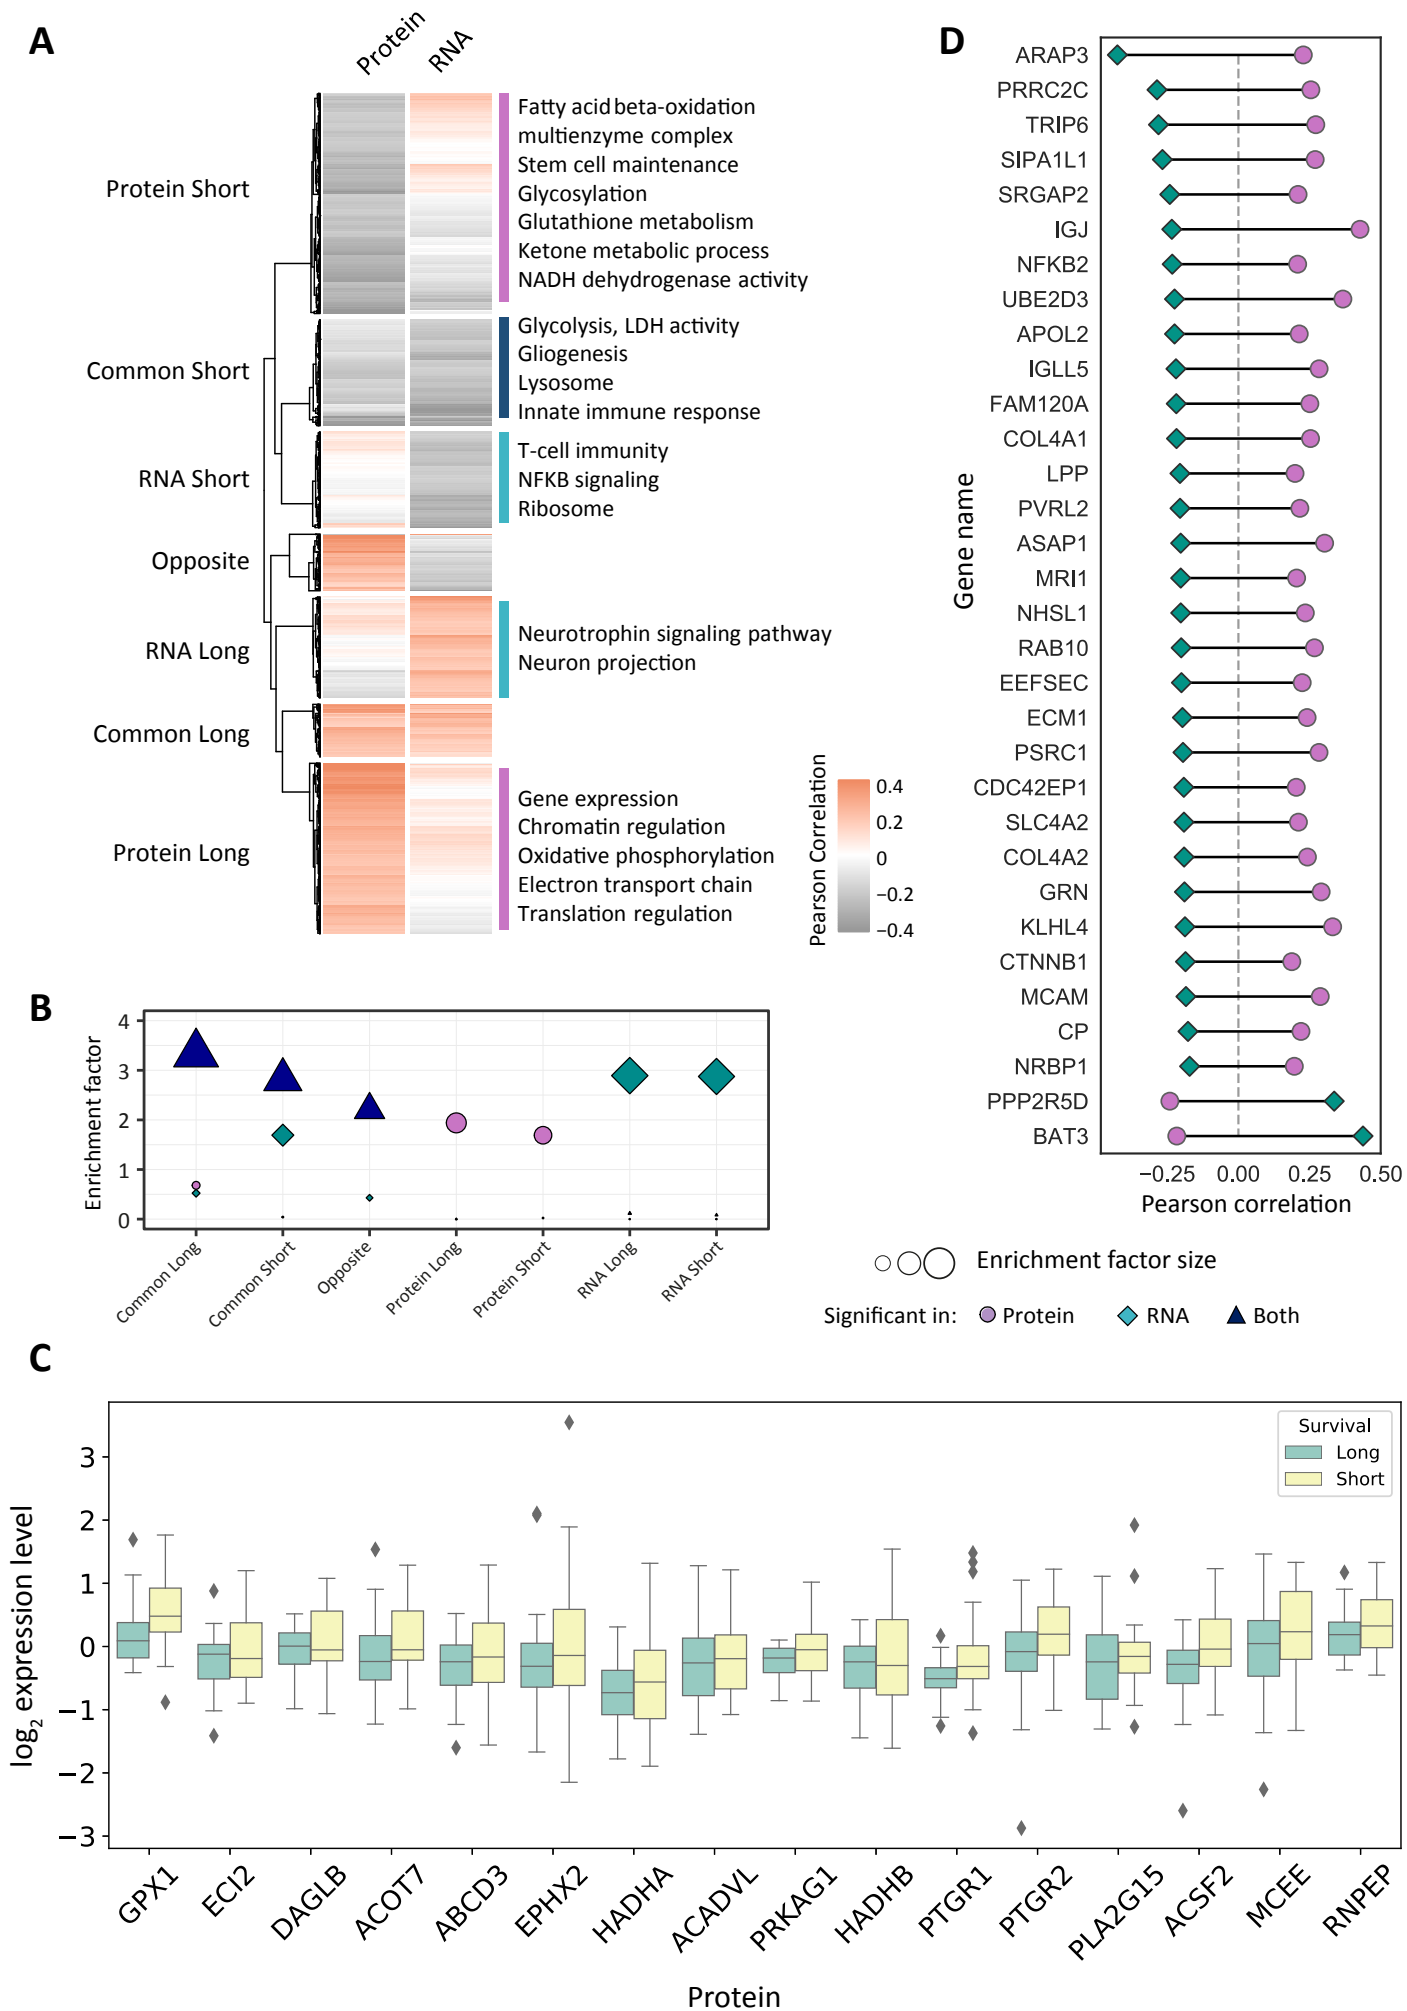 A
Protein
RNA
Protein Short
Fatty acid beta-oxidation
multienzyme complex
Stem cell maintenance
Glycosylation
Glutathione metabolism
Ketone metabolic process
NADH dehydrogenase activity
Common Short
Glycolysis, LDH activity
Gliogenesis
Lysosome
Innate immune response
RNA Short
T-cell immunity
NFKB signaling
Ribosome
Opposite
RNA Long
Neurotrophin signaling pathway
Neuron projection
Common Long
Protein Long
Gene expression
Chromatin regulation
Oxidative phosphorylation
Electron transport chain
Translation regulation
Pearson Correlation
0.4
0.2
0
−0.2
−0.4
B
Enrichment factor
4
3
2
1
0
Common Long
Common Short
Opposite
Protein Long
Protein Short
RNA Long
RNA Short
D
Gene name
ARAP3
PRRC2C
TRIP6
SIPA1L1
SRGAP2
IGJ
NFKB2
UBE2D3
APOL2
IGLL5
FAM120A
COL4A1
LPP
PVRL2
ASAP1
MRI1
NHSL1
RAB10
EEFSEC
ECM1
PSRC1
CDC42EP1
SLC4A2
COL4A2
GRN
KLHL4
CTNNB1
MCAM
CP
NRBP1
PPP2R5D
BAT3
−0.25 0.00 0.25 0.50
Pearson correlation
Enrichment factor size
Significant in: Protein RNA Both
C
log2 expression level
3
2
1
0
−1
−2
−3
Survival
Long
Short
GPX1
ECI2
DAGLB
ACOT7
ABCD3
EPHX2
HADHA
ACADVL
PRKAG1
HADHB
PTGR1
PTGR2
PLA2G15
ACSF2
MCEE
RNPEP
Protein